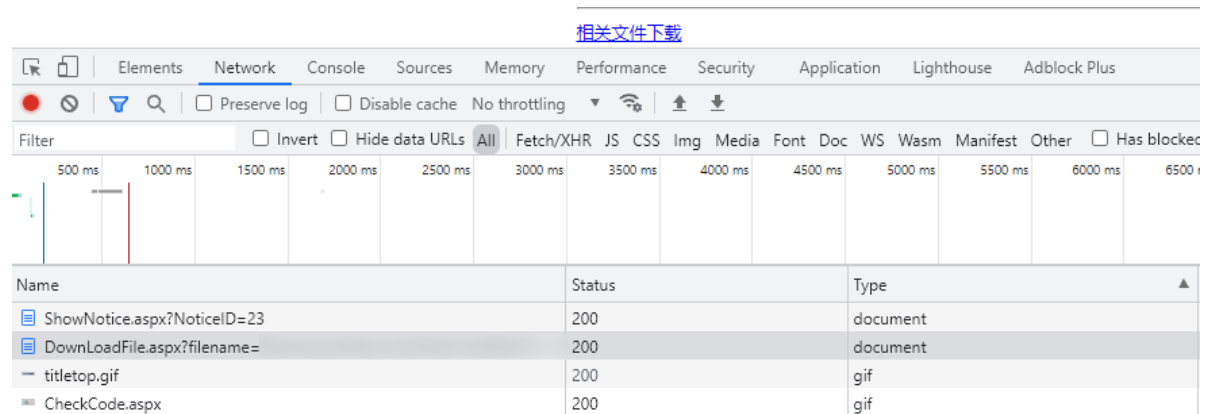 相关文件下载
Elements Network Console Sources Memory Performance Security Application Lighthouse Adblock Plus
Preserve log Disable cache No throttling
Filter Invert Hide data URLs All Fetch/XHR JS CSS Img Media Font Doc WS Wasm Manifest Other Has blocked
500 ms 1000 ms 1500 ms 2000 ms 2500 ms 3000 ms 3500 ms 4000 ms 4500 ms 5000 ms 5500 ms 6000 ms 6500
Name Status Type
ShowNotice.aspx?NoticeID=23 200 document
DownLoadFile.aspx?filename= 200 document
titletop.gif 200 gif
CheckCode.aspx 200 gif